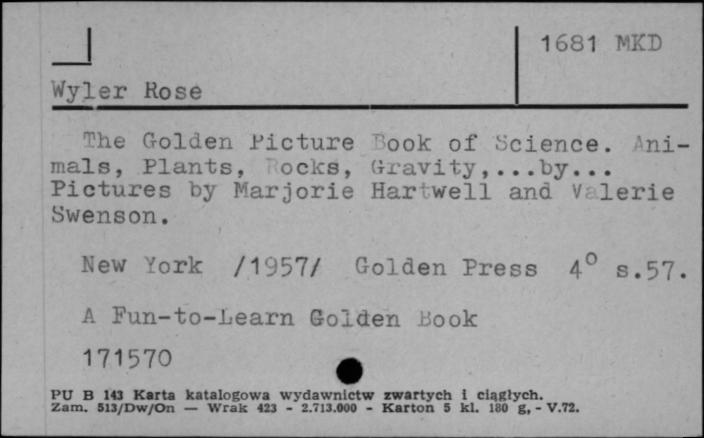 1681 MKD
Wyler Rose
The Golden Picture Book of Science. Ani-
mals, Plants, Rocks, Gravity,...by...
Pictures by Marjorie Hartwell and Valerie
Swenson.
New York /1957/ Golden Press 4° s.57.
A Fun-to-Learn Golden Book
171570
PU B 143 Karta katalogowa wydawnictw zwartych i ciągłych.
Zam. 513/Dw/On — Wrak 423 - 2.713.000 - Karton 5 kl. 180 g, - V.72.